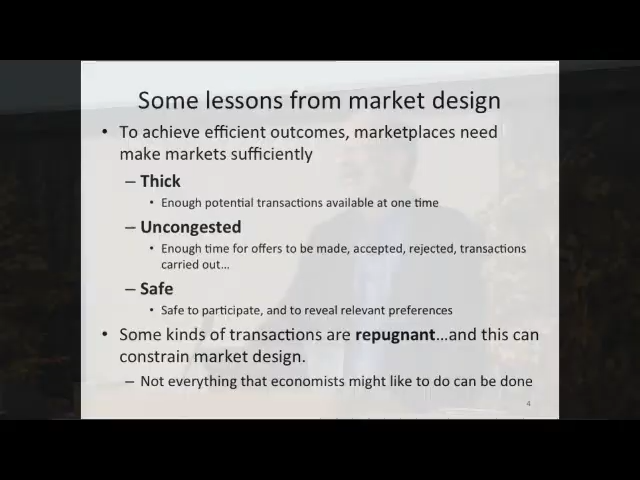 Some lessons from market design
• To achieve efficient outcomes, marketplaces need
make markets sufficiently
– Thick
• Enough potential transactions available at one time
– Uncongested
• Enough time for offers to be made, accepted, rejected, transactions
carried out…
– Safe
• Safe to participate, and to reveal relevant preferences
• Some kinds of transactions are repugnant…and this can
constrain market design.
– Not everything that economists might like to do can be done
4